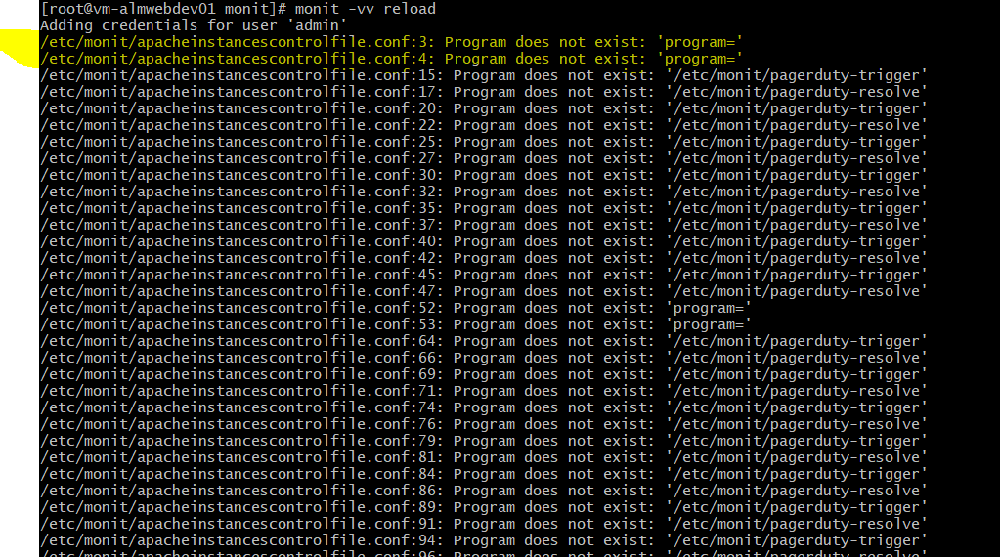 [root@vm-almwebdev01 monit]# monit -vv reload
Adding credentials for user 'admin'
/etc/monit/apacheinstancescontrolfile.conf:3: Program does not exist: 'program='
/etc/monit/apacheinstancescontrolfile.conf:4: Program does not exist: 'program='
/etc/monit/apacheinstancescontrolfile.conf:15: Program does not exist: '/etc/monit/pagerduty-trigger'
/etc/monit/apacheinstancescontrolfile.conf:17: Program does not exist: '/etc/monit/pagerduty-resolve'
/etc/monit/apacheinstancescontrolfile.conf:20: Program does not exist: '/etc/monit/pagerduty-trigger'
/etc/monit/apacheinstancescontrolfile.conf:22: Program does not exist: '/etc/monit/pagerduty-resolve'
/etc/monit/apacheinstancescontrolfile.conf:25: Program does not exist: '/etc/monit/pagerduty-trigger'
/etc/monit/apacheinstancescontrolfile.conf:27: Program does not exist: '/etc/monit/pagerduty-resolve'
/etc/monit/apacheinstancescontrolfile.conf:30: Program does not exist: '/etc/monit/pagerduty-trigger'
/etc/monit/apacheinstancescontrolfile.conf:32: Program does not exist: '/etc/monit/pagerduty-resolve'
/etc/monit/apacheinstancescontrolfile.conf:35: Program does not exist: '/etc/monit/pagerduty-trigger'
/etc/monit/apacheinstancescontrolfile.conf:37: Program does not exist: '/etc/monit/pagerduty-resolve'
/etc/monit/apacheinstancescontrolfile.conf:40: Program does not exist: '/etc/monit/pagerduty-trigger'
/etc/monit/apacheinstancescontrolfile.conf:42: Program does not exist: '/etc/monit/pagerduty-resolve'
/etc/monit/apacheinstancescontrolfile.conf:45: Program does not exist: '/etc/monit/pagerduty-trigger'
/etc/monit/apacheinstancescontrolfile.conf:47: Program does not exist: '/etc/monit/pagerduty-resolve'
/etc/monit/apacheinstancescontrolfile.conf:52: Program does not exist: 'program='
/etc/monit/apacheinstancescontrolfile.conf:53: Program does not exist: 'program='
/etc/monit/apacheinstancescontrolfile.conf:64: Program does not exist: '/etc/monit/pagerduty-trigger'
/etc/monit/apacheinstancescontrolfile.conf:66: Program does not exist: '/etc/monit/pagerduty-resolve'
/etc/monit/apacheinstancescontrolfile.conf:69: Program does not exist: '/etc/monit/pagerduty-trigger'
/etc/monit/apacheinstancescontrolfile.conf:71: Program does not exist: '/etc/monit/pagerduty-resolve'
/etc/monit/apacheinstancescontrolfile.conf:74: Program does not exist: '/etc/monit/pagerduty-trigger'
/etc/monit/apacheinstancescontrolfile.conf:76: Program does not exist: '/etc/monit/pagerduty-resolve'
/etc/monit/apacheinstancescontrolfile.conf:79: Program does not exist: '/etc/monit/pagerduty-trigger'
/etc/monit/apacheinstancescontrolfile.conf:81: Program does not exist: '/etc/monit/pagerduty-resolve'
/etc/monit/apacheinstancescontrolfile.conf:84: Program does not exist: '/etc/monit/pagerduty-trigger'
/etc/monit/apacheinstancescontrolfile.conf:86: Program does not exist: '/etc/monit/pagerduty-resolve'
/etc/monit/apacheinstancescontrolfile.conf:89: Program does not exist: '/etc/monit/pagerduty-trigger'
/etc/monit/apacheinstancescontrolfile.conf:91: Program does not exist: '/etc/monit/pagerduty-resolve'
/etc/monit/apacheinstancescontrolfile.conf:94: Program does not exist: '/etc/monit/pagerduty-trigger'
/etc/monit/apacheinstancescontrolfile.conf:96: Program does not exist: '/etc/monit/pagerduty-resolve'